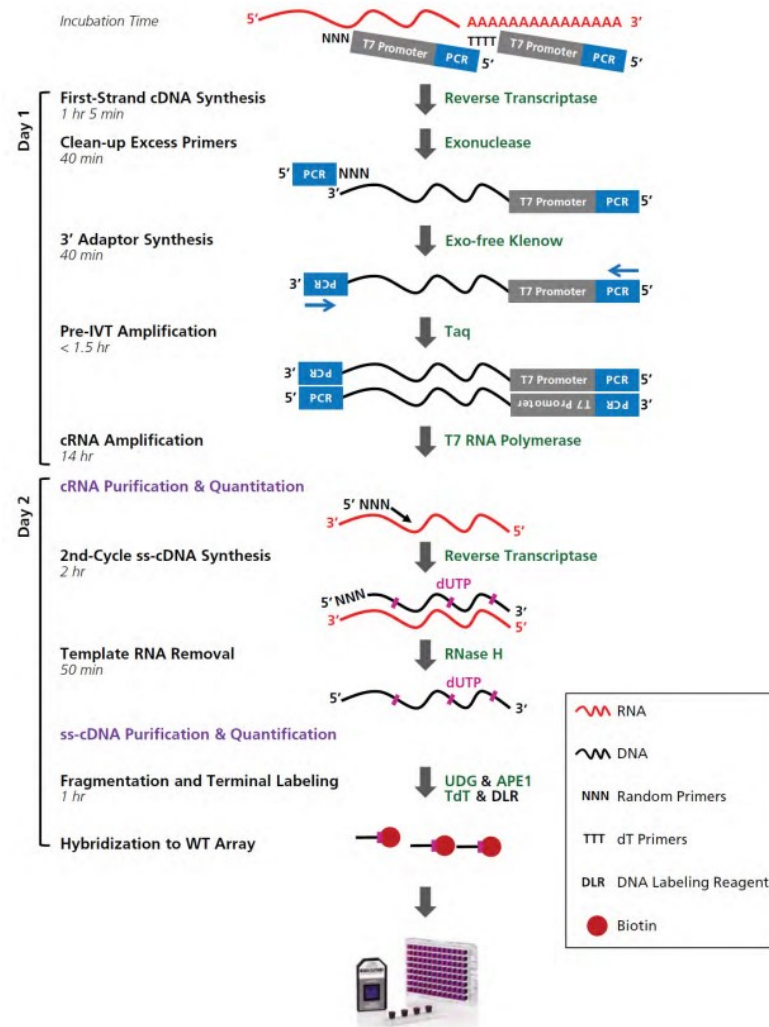 Incubation Time
5’ AAAAAAAAAAAAAAA 3’
NNN T7 Promoter PCR 5’ TTTT T7 Promoter PCR 5’
Day 1
First-Strand cDNA Synthesis Reverse Transcriptase
1 hr 5 min
Clean-up Excess Primers Exonuclease
40 min
5’ PCR NNN
3’ T7 Promoter PCR 5’
3’ Adaptor Synthesis Exo-free Klenow
40 min
3’ PCR T7 Promoter PCR 5’
Pre-IVT Amplification Taq
< 1.5 hr
3’ PCR T7 Promoter PCR 5’
5’ PCR T7 Promoter PCR 3’
cRNA Amplification T7 RNA Polymerase
14 hr
Day 2
cRNA Purification & Quantitation
5’ NNN
3’ 5’
2nd-Cycle ss-cDNA Synthesis Reverse Transcriptase
2 hr
dUTP
5’ NNN 3’
3’ 5’
Template RNA Removal RNase H
50 min
dUTP
5’ 3’
ss-cDNA Purification & Quantification
Fragmentation and Terminal Labeling UDG & APE1
1 hr TdT & DLR
Hybridization to WT Array
RNA
DNA
NNN Random Primers
TTT dT Primers
DLR DNA Labeling Reagent
Biotin